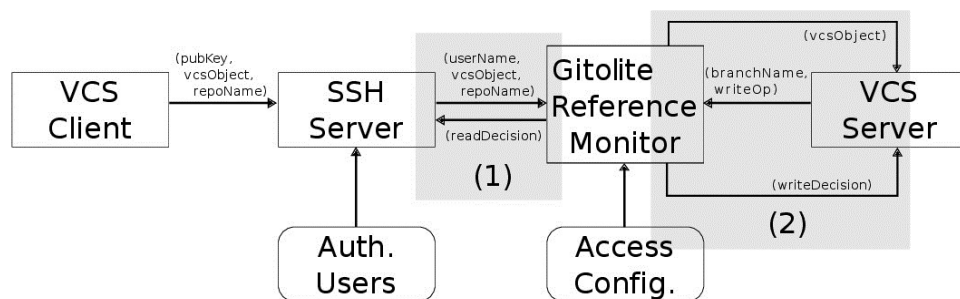 VCS
Client
(pubKey,
vcsObject,
repoName)
SSH
Server
(userName,
vcsObject,
repoName)
(readDecision)
(1)
Gitolite
Reference
Monitor
(vcsObject)
(branchName,
writeOp)
(writeDecision)
(2)
VCS
Server
Auth.
Users
Access
Config.